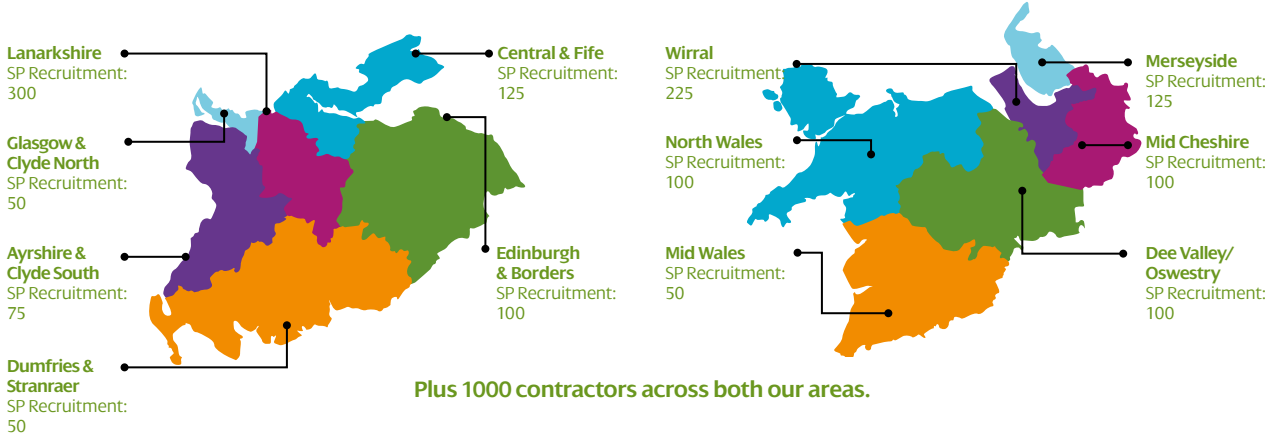 Lanarkshire
SP Recruitment:
300
Glasgow &
Clyde North
SP Recruitment:
50
Ayrshire &
Clyde South
SP Recruitment:
75
Dumfries &
Stranraer
SP Recruitment:
50
Central & Fife
SP Recruitment:
125
Edinburgh
& Borders
SP Recruitment:
100
Wirral
SP Recruitment:
225
North Wales
SP Recruitment:
100
Mid Wales
SP Recruitment:
50
Merseyside
SP Recruitment:
125
Mid Cheshire
SP Recruitment:
100
Dee Valley/
Oswestry
SP Recruitment:
100
Plus 1000 contractors across both our areas.